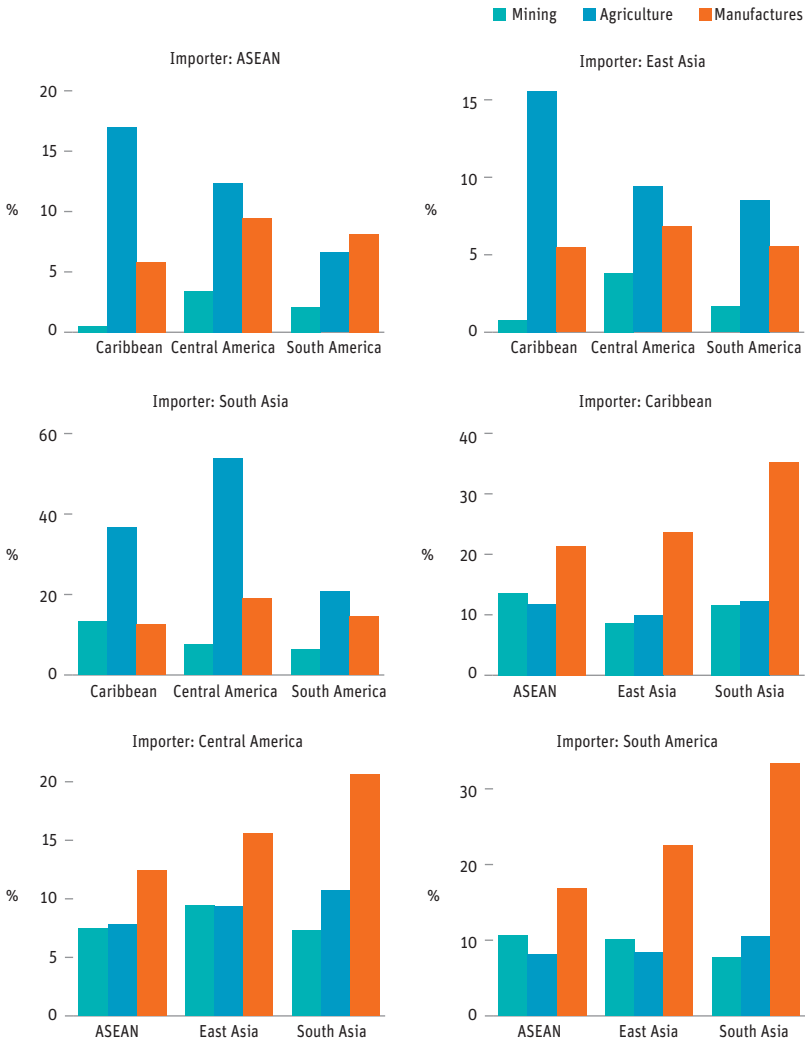 Mining Agriculture Manufactures
Importer: ASEAN
20
15
%
10
5
0
Caribbean Central America South America
Importer: East Asia
15
10
%
5
0
Caribbean Central America South America
Importer: South Asia
60
40
%
20
0
Caribbean Central America South America
Importer: Caribbean
40
30
%
20
10
0
ASEAN East Asia South Asia
Importer: Central America
20
15
%
10
5
0
ASEAN East Asia South Asia
Importer: South America
30
20
%
10
0
ASEAN East Asia South Asia